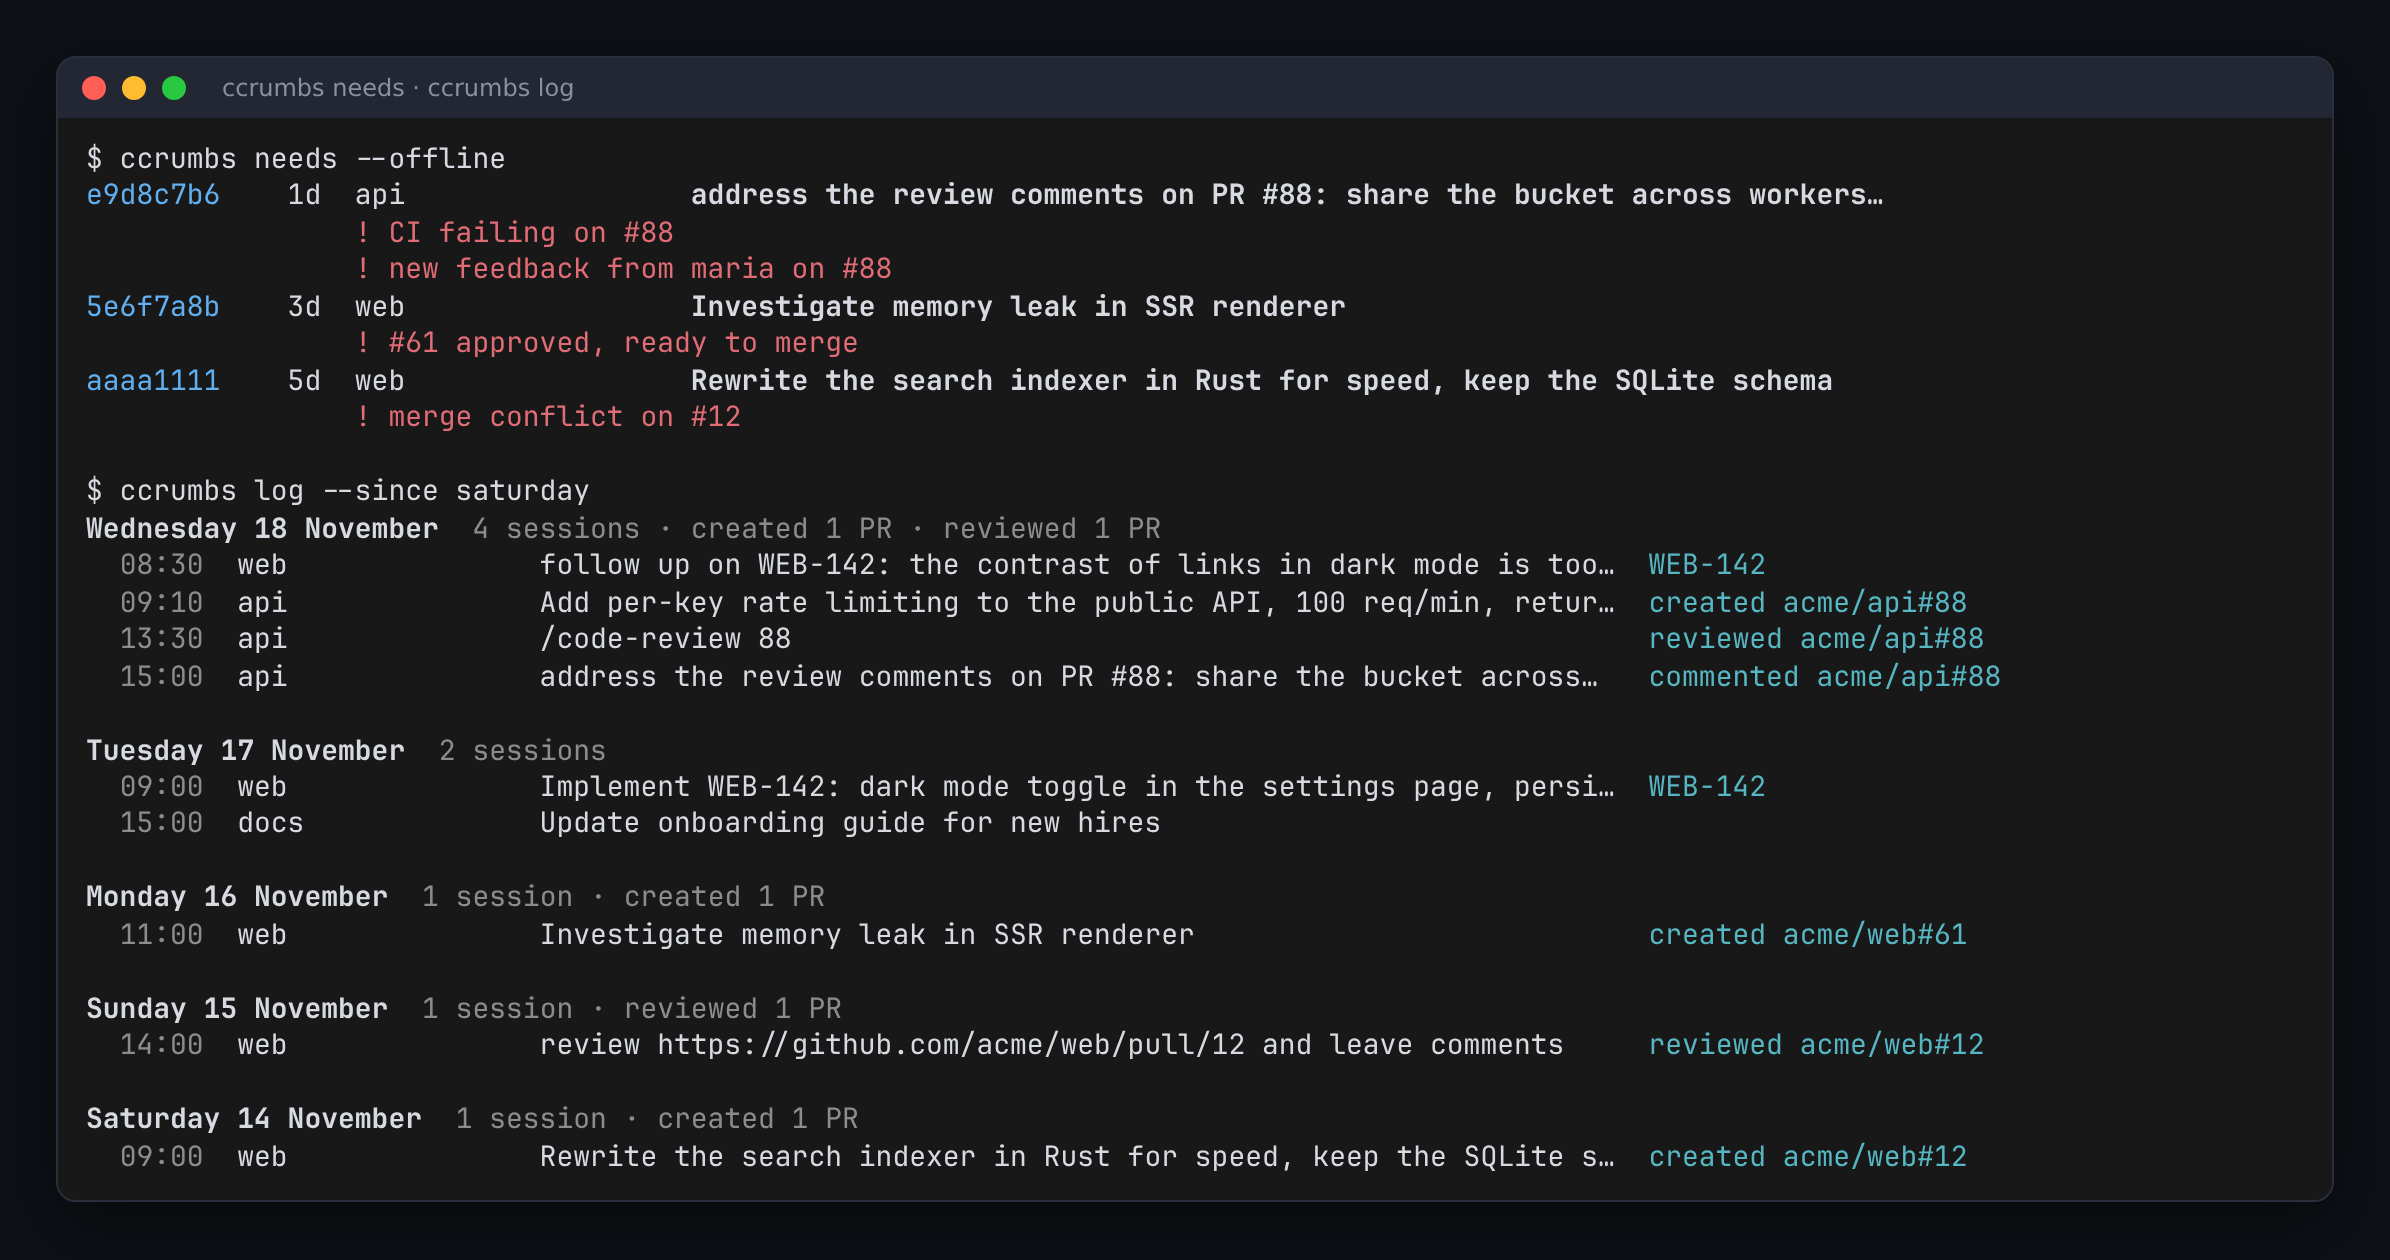 ccrumbs needs · ccrumbs log
$ ccrumbs needs --offline
e9d8c7b6    1d  api                 address the review comments on PR #88: share the bucket across workers…
                ! CI failing on #88
                ! new feedback from maria on #88
5e6f7a8b    3d  web                 Investigate memory leak in SSR renderer
                ! #61 approved, ready to merge
aaaa1111    5d  web                 Rewrite the search indexer in Rust for speed, keep the SQLite schema
                ! merge conflict on #12
$ ccrumbs log --since saturday
Wednesday 18 November  4 sessions · created 1 PR · reviewed 1 PR
  08:30  web               follow up on WEB-142: the contrast of links in dark mode is too…  WEB-142
  09:10  api               Add per-key rate limiting to the public API, 100 req/min, retur…  created acme/api#88
  13:30  api               /code-review 88                                                   reviewed acme/api#88
  15:00  api               address the review comments on PR #88: share the bucket across…   commented acme/api#88
Tuesday 17 November  2 sessions
  09:00  web               Implement WEB-142: dark mode toggle in the settings page, persi…  WEB-142
  15:00  docs              Update onboarding guide for new hires
Monday 16 November  1 session · created 1 PR
  11:00  web               Investigate memory leak in SSR renderer                           created acme/web#61
Sunday 15 November  1 session · reviewed 1 PR
  14:00  web               review https://github.com/acme/web/pull/12 and leave comments     reviewed acme/web#12
Saturday 14 November  1 session · created 1 PR
  09:00  web               Rewrite the search indexer in Rust for speed, keep the SQLite s…  created acme/web#12